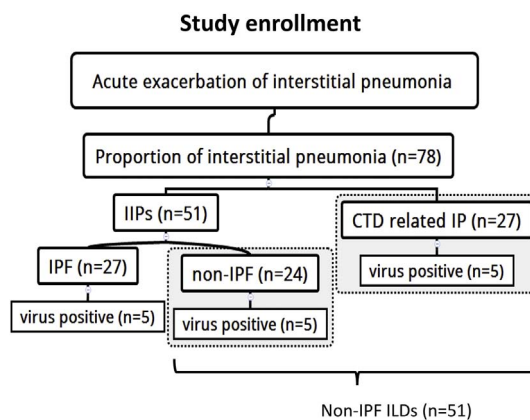 Study enrollment
Acute exacerbation of interstitial pneumonia
Proportion of interstitial pneumonia (n=78)
IIPs (n=51)
CTD related IP (n=27)
IPF (n=27)
non-IPF (n=24)
virus positive (n=5)
virus positive (n=5)
virus positive (n=5)
Non-IPF ILDs (n=51)